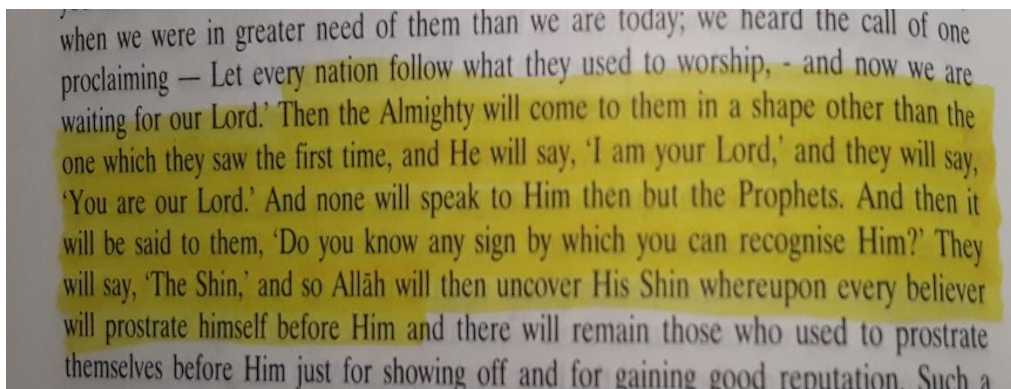 when we were in greater need of them than we are today; we heard the call of one
proclaiming — Let every nation follow what they used to worship, - and now we are
waiting for our Lord.' Then the Almighty will come to them in a shape other than the
one which they saw the first time, and He will say, 'I am your Lord,' and they will say,
'You are our Lord.' And none will speak to Him then but the Prophets. And then it
will be said to them, 'Do you know any sign by which you can recognise Him?' They
will say, 'The Shin,' and so Allāh will then uncover His Shin whereupon every believer
will prostrate himself before Him and there will remain those who used to prostrate
themselves before Him just for showing off and for gaining good reputation. Such a